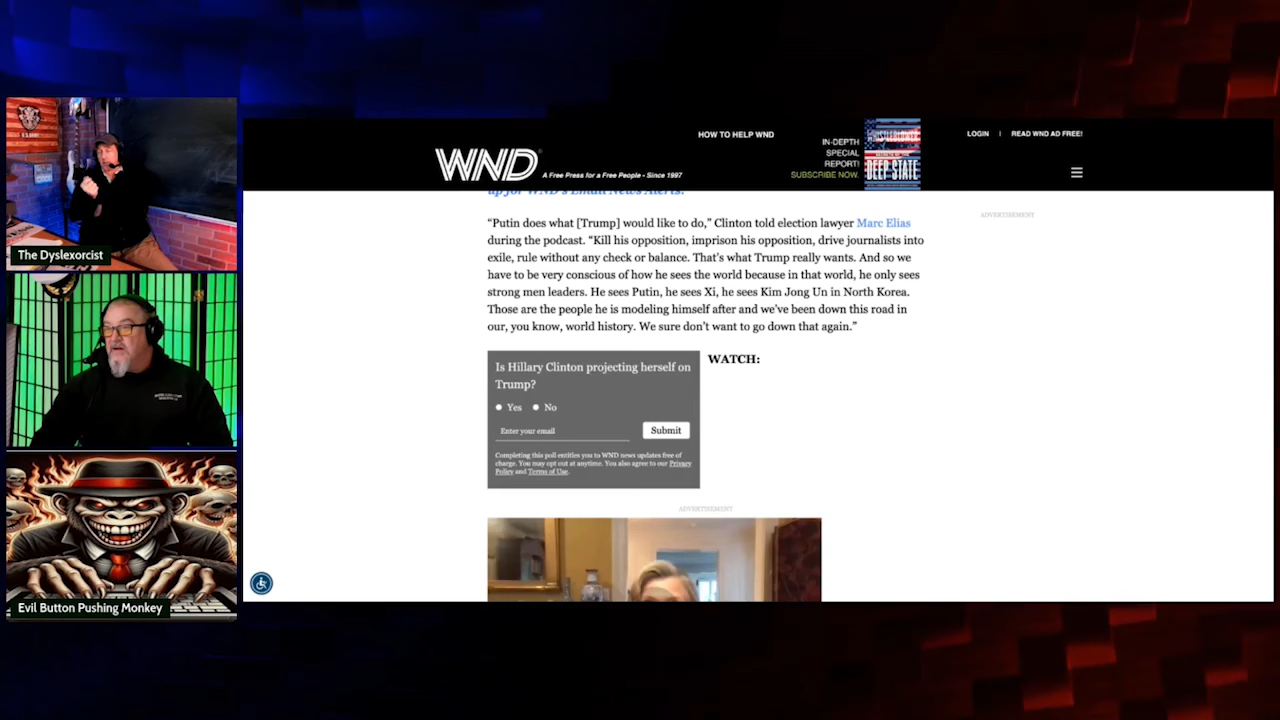 HOW TO HELP WND
IN-DEPTH
SPECIAL
REPORT!
SUBSCRIBE NOW.
WHISTLEBLOWER
DEEP STATE
LOGIN | READ WND AD FREE!
WND
A Free Press for a Free People - Since 1997
up for WND's Email News Alerts!
ADVERTISEMENT
“Putin does what [Trump] would like to do,” Clinton told election lawyer Marc Elias
during the podcast. “Kill his opposition, imprison his opposition, drive journalists into
exile, rule without any check or balance. That’s what Trump really wants. And so we
have to be very conscious of how he sees the world because in that world, he only sees
strong men leaders. He sees Putin, he sees Xi, he sees Kim Jong Un in North Korea.
Those are the people he is modeling himself after and we’ve been down this road in
our, you know, world history. We sure don’t want to go down that again.”
Is Hillary Clinton projecting herself on
Trump?
Yes No
Enter your email
Submit
Completing this poll entitles you to WND news updates free of
charge. You may opt out at anytime. You also agree to our Privacy
Policy and Terms of Use.
WATCH:
ADVERTISEMENT
The Dyslexorcist
Evil Button Pushing Monkey